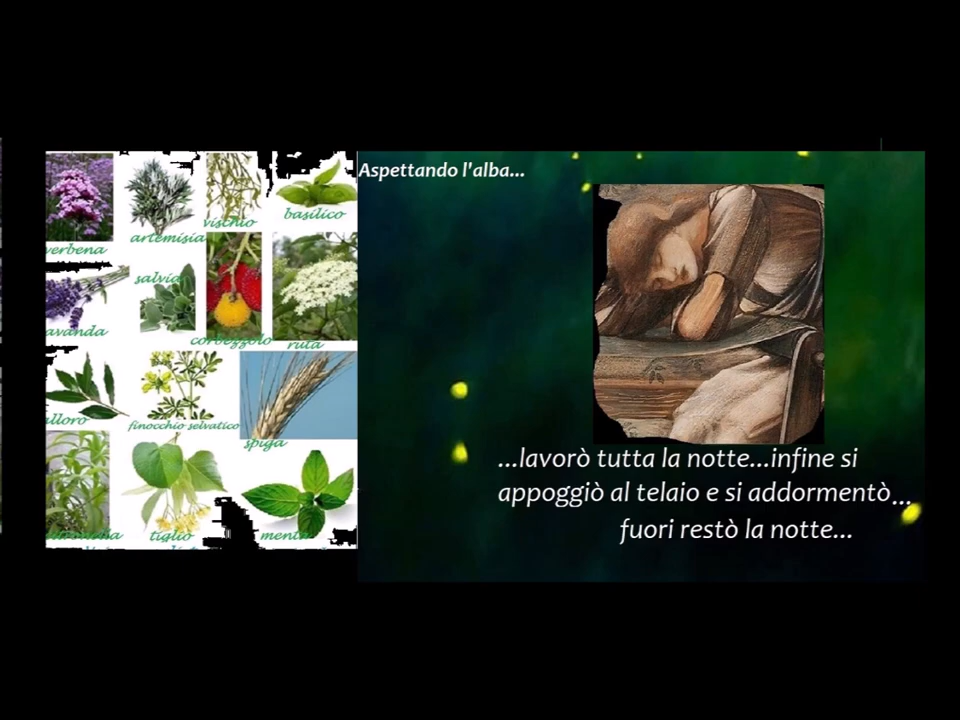 verbena
artemisia
vischio
basilico
avanda
salvia
corbezzolo
ruta
alloro
finocchio selvatico
spiga
tiglio
menta
Aspettando l'alba...
...lavorò tutta la notte...infine si
appoggiò al telaio e si addormentò...
fuori restò la notte...